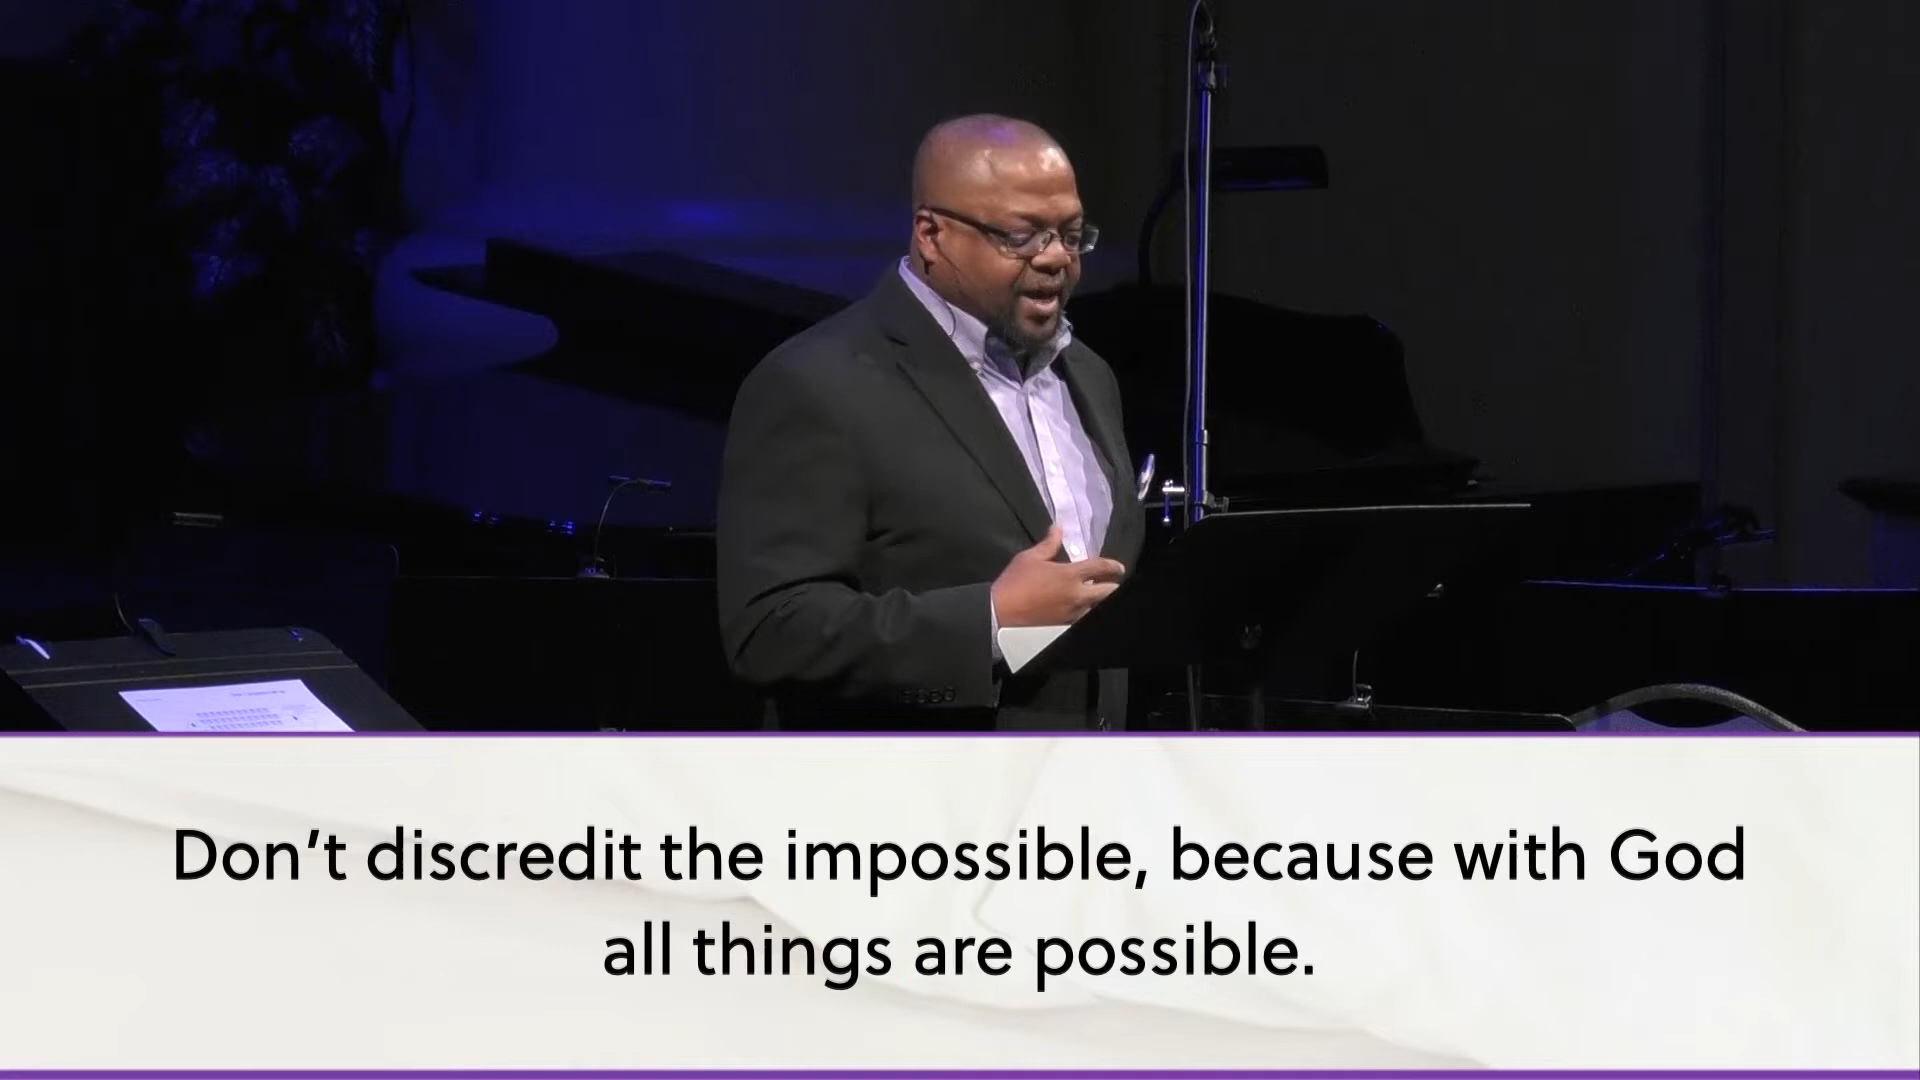 Don’t discredit the impossible, because with God
all things are possible.